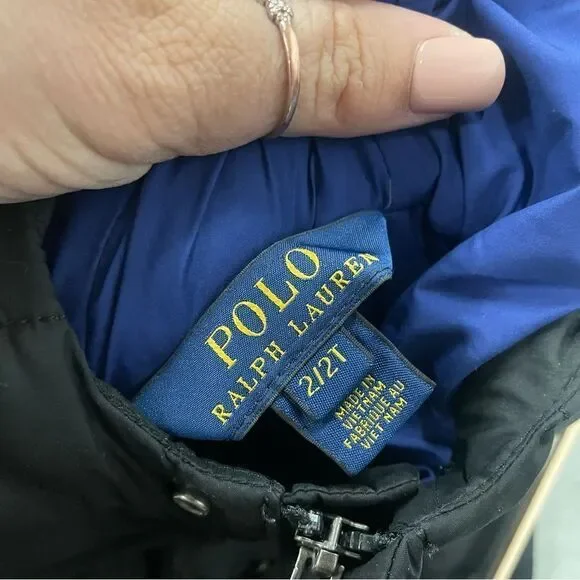 POLO
RALPH LAUREN
2/2T
MADE IN
VIETNAM
FABRIQUE AU
VIET NAM